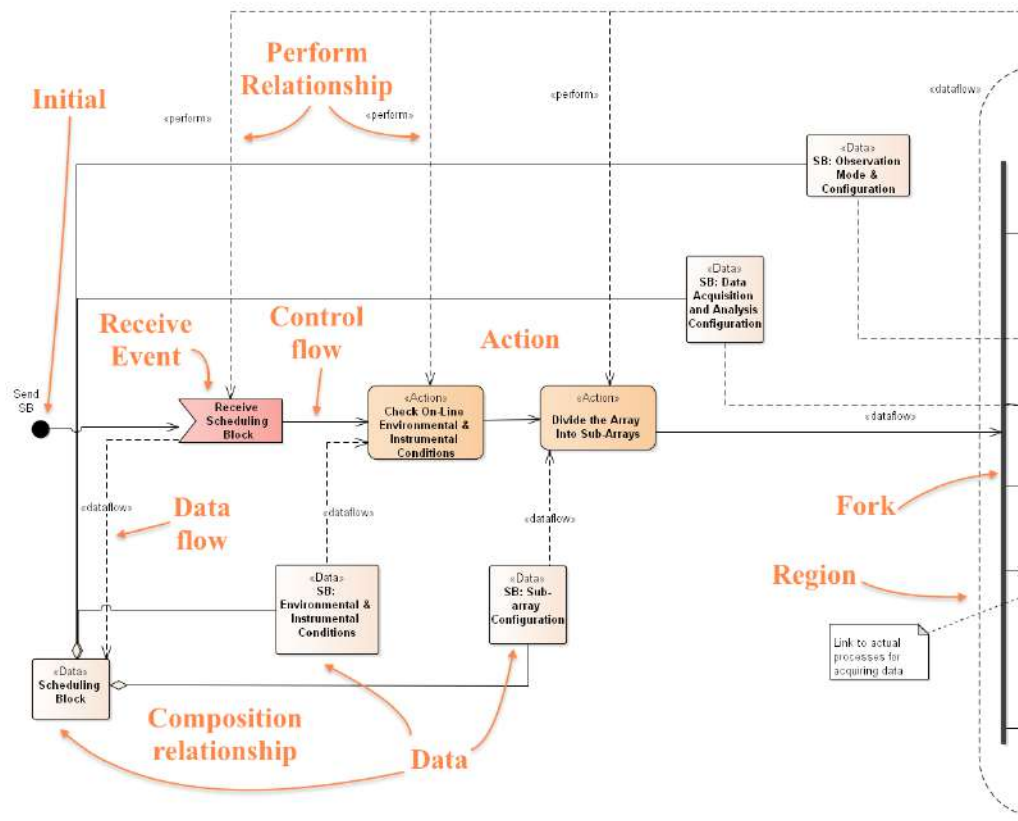 Perform
Relationship
Initial
«dataflow»
«perform»
«perform»
«perform»
«Data»
SB: Observation
Mode &
Configuration
«Data»
SB: Data
Acquisition
and Analysis
Configuration
Receive
Event
Control
flow
Action
Send
SB
Receive
Scheduling
Block
«Action»
Check On-Line
Environmental &
Instrumental
Conditions
«Action»
Divide the Array
Into Sub-Arrays
«dataflow»
Fork
«dataflow»
Data
flow
«dataflow»
Region
«Data»
SB:
Environmental &
Instrumental
Conditions
«Data»
SB: Sub-
array
Configuration
Link to actual
processes for
acquiring data
«Data»
Scheduling
Block
Composition
relationship
Data